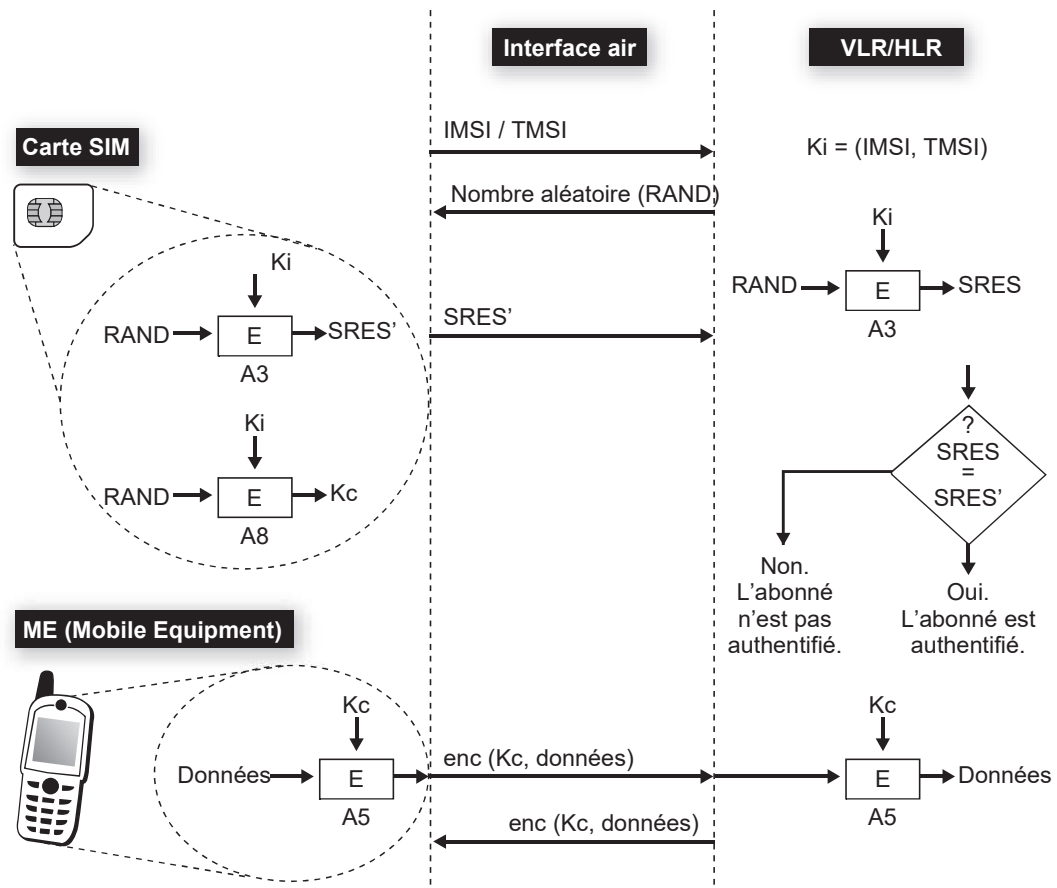 Interface air
VLR/HLR
Carte SIM
IMSI / TMSI
Ki = (IMSI, TMSI)
Nombre aléatoire (RAND)
Ki
RAND
E
SRES
A3
Ki
RAND
E
SRES’
A3
SRES’
Ki
RAND
E
Kc
A8
?
SRES
=
SRES’
Non.
L’abonné
n’est pas
authentifié.
Oui.
L’abonné est
authentifié.
ME (Mobile Equipment)
Kc
Données
E
A5
enc (Kc, données)
enc (Kc, données)
Kc
E
Données
A5